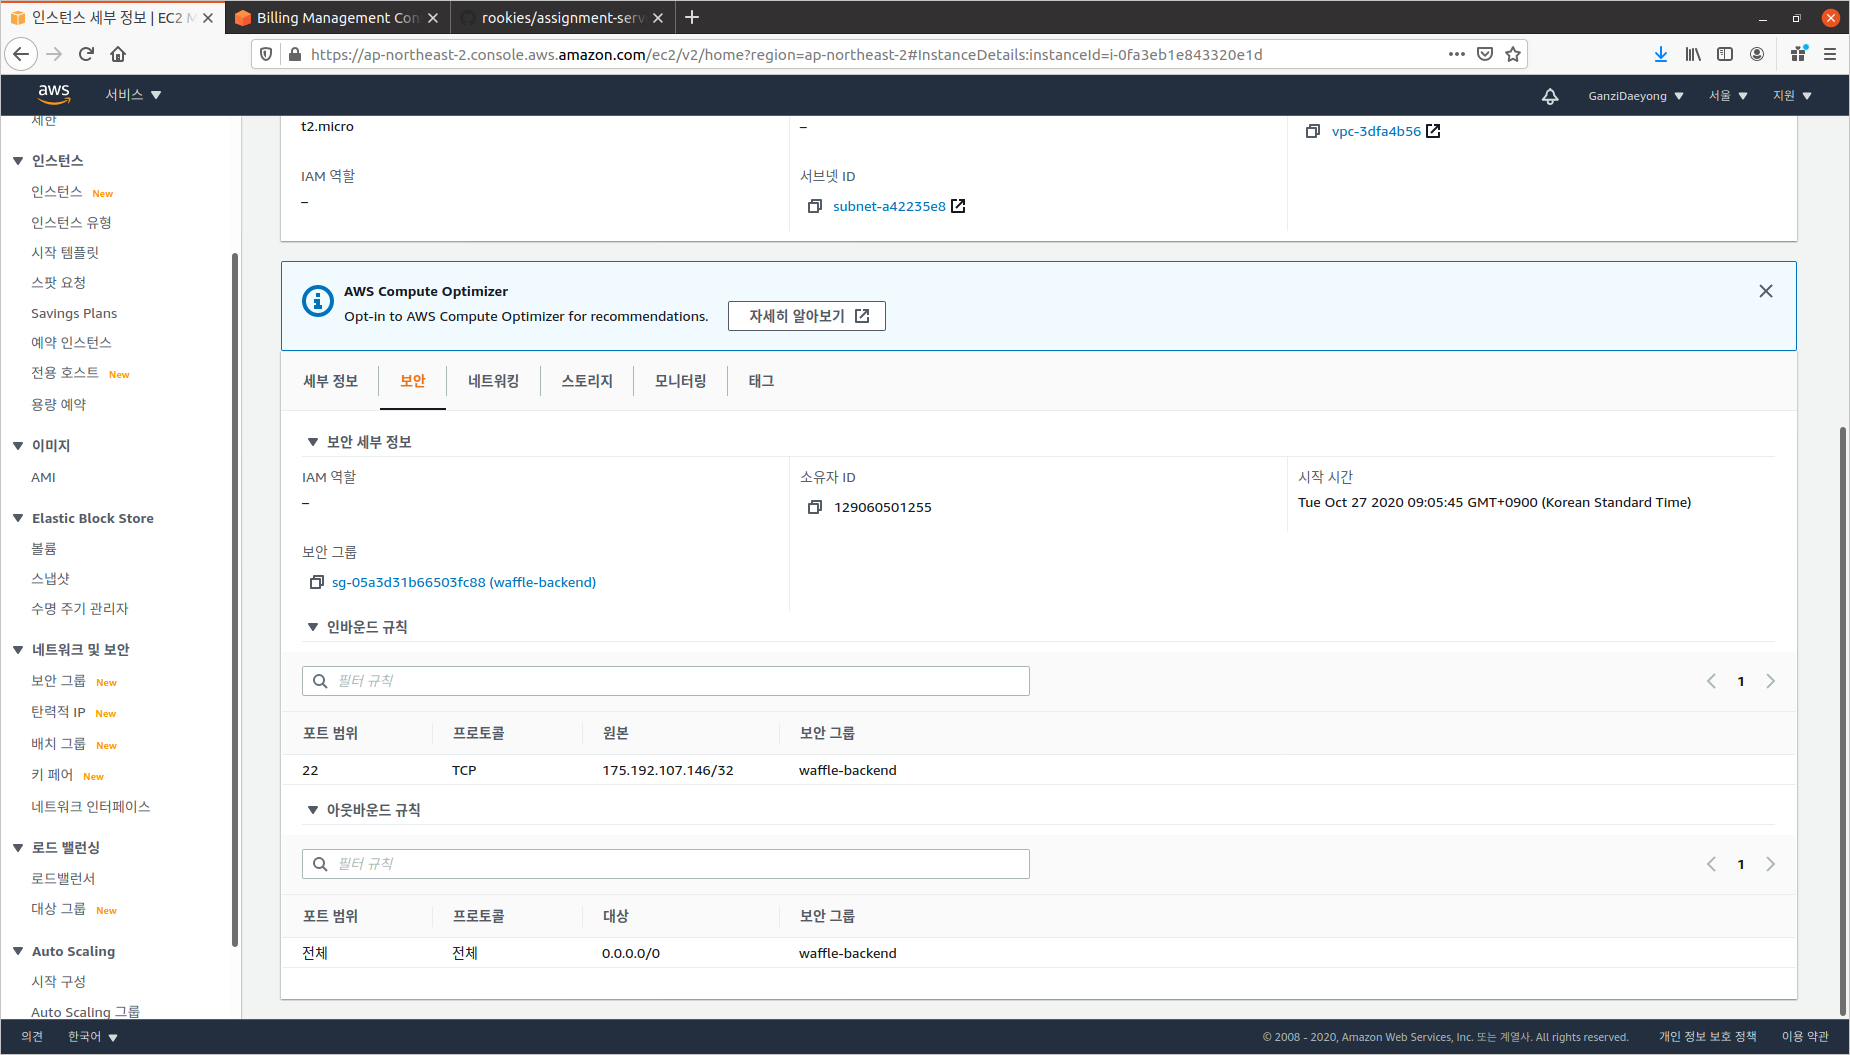 인스턴스 세부 정보 | EC2 M
Billing Management Con
rookies/assignment-serv
https://ap-northeast-2.console.aws.amazon.com/ec2/v2/home?region=ap-northeast-2#InstanceDetails:instanceId=i-0fa3eb1e843320e1d
aws
서비스
GanziDaeyong
서울
지원
제한
인스턴스
인스턴스 New
인스턴스 유형
시작 템플릿
스팟 요청
Savings Plans
예약 인스턴스
전용 호스트 New
용량 예약
이미지
AMI
Elastic Block Store
볼륨
스냅샷
수명 주기 관리자
네트워크 및 보안
보안 그룹 New
탄력적 IP New
배치 그룹 New
키 페어 New
네트워크 인터페이스
로드 밸런싱
로드밸런서
대상 그룹 New
Auto Scaling
시작 구성
Auto Scaling 그룹
t2.micro
–
vpc-3dfa4b56
IAM 역할
–
서브넷 ID
subnet-a42235e8
AWS Compute Optimizer
Opt-in to AWS Compute Optimizer for recommendations.
자세히 알아보기
세부 정보
보안
네트워킹
스토리지
모니터링
태그
보안 세부 정보
IAM 역할
–
소유자 ID
129060501255
시작 시간
Tue Oct 27 2020 09:05:45 GMT+0900 (Korean Standard Time)
보안 그룹
sg-05a3d31b66503fc88 (waffle-backend)
인바운드 규칙
필터 규칙
1
포트 범위 프로토콜 원본 보안 그룹
22 TCP 175.192.107.146/32 waffle-backend
아웃바운드 규칙
필터 규칙
1
포트 범위 프로토콜 대상 보안 그룹
전체 전체 0.0.0.0/0 waffle-backend
의견
한국어
© 2008 - 2020, Amazon Web Services, Inc. 또는 계열사. All rights reserved.
개인 정보 보호 정책
이용 약관